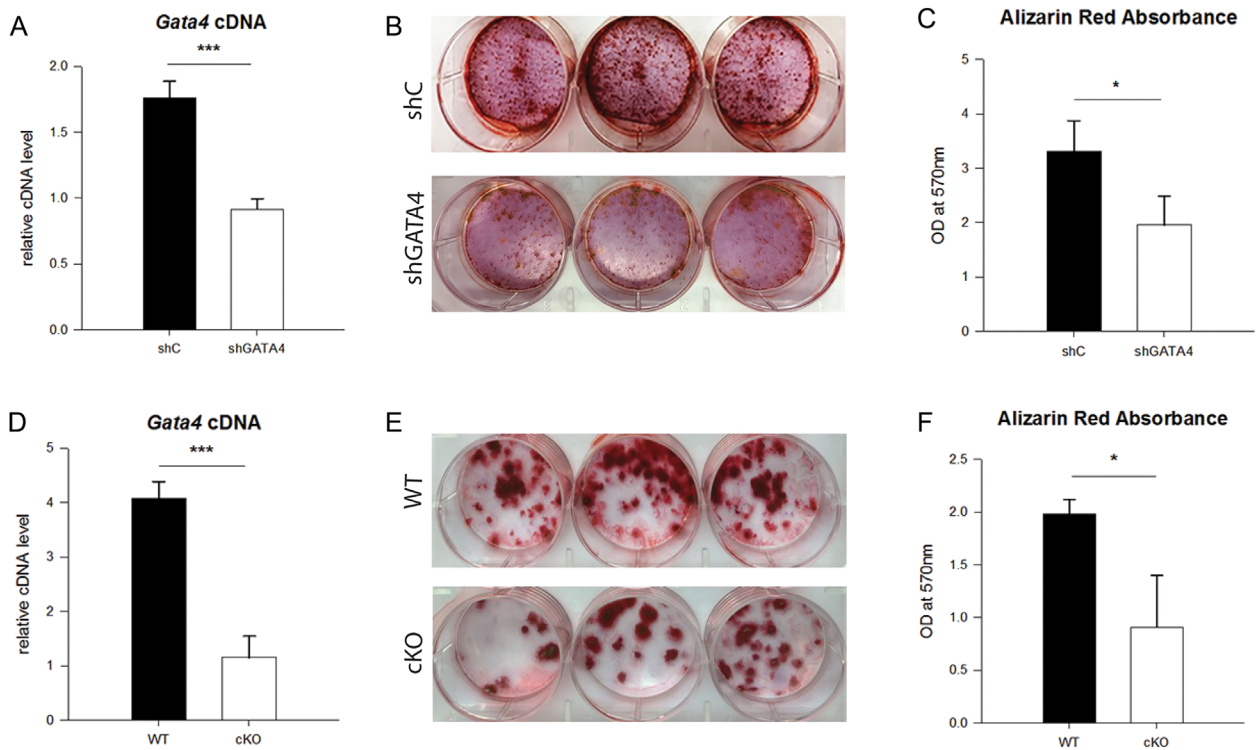 A
Gata4 cDNA
***
relative cDNA level
2.0
1.5
1.0
0.5
0.0
shC
shGATA4
B
shC
shGATA4
C
Alizarin Red Absorbance
*
OD at 570nm
5
4
3
2
1
0
shC
shGATA4
D
Gata4 cDNA
***
relative cDNA level
5
4
3
2
1
0
WT
cKO
E
WT
cKO
F
Alizarin Red Absorbance
*
OD at 570nm
2.5
2.0
1.5
1.0
0.5
0.0
WT
cKO